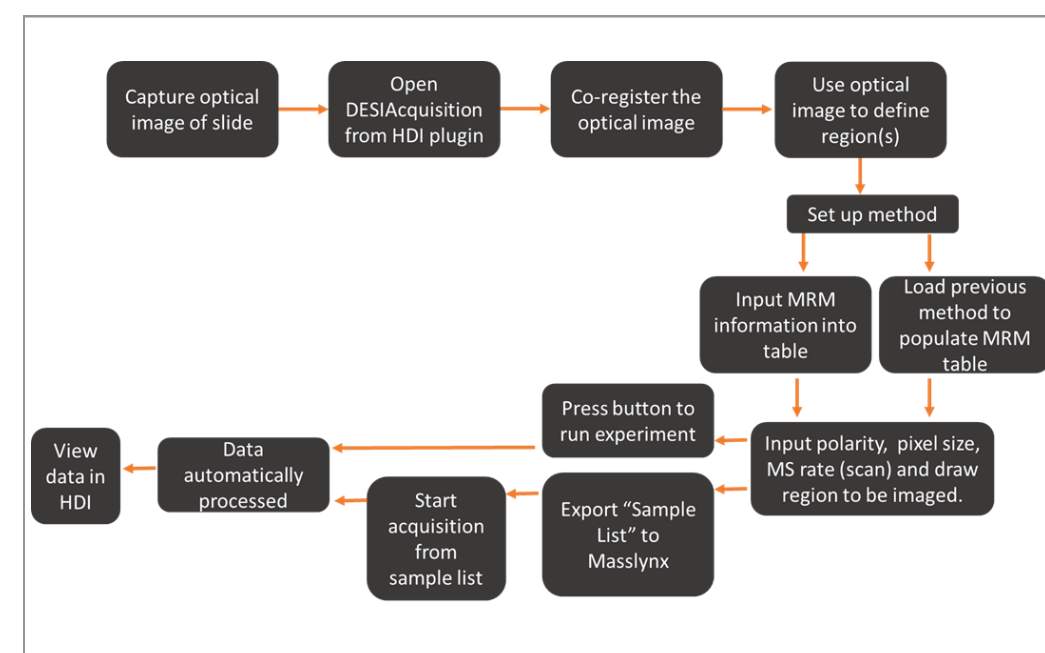 Capture optical
image of slide
Open
DESIAcquisition
from HDI plugin
Co-register the
optical image
Use optical
image to define
region(s)
Set up method
Input MRM
information into
table
Load previous
method to
populate MRM
table
Input polarity, pixel size,
MS rate (scan) and draw
region to be imaged.
Press button to
run experiment
Export “Sample
List” to
Masslynx
Start
acquisition
from
sample list
Data
automatically
processed
View
data in
HDI